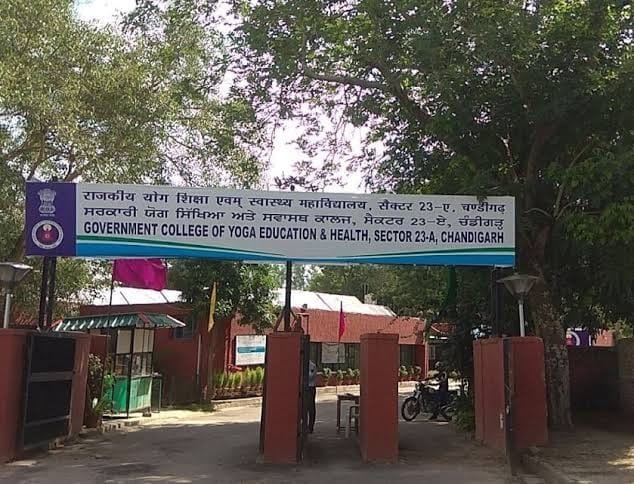 राजकीय योग शिक्षा एवम् स्वास्थ्य महाविद्यालय, सैक्टर 23-ए, चण्डीगढ़
ਸਰਕਾਰੀ ਯੋਗ ਸਿੱਖਿਆ ਅਤੇ ਸਵਾਸਥ ਕਾਲਜ, ਸੈਕਟਰ 23-ਏ, ਚੰਡੀਗੜ੍ਹ
GOVERNMENT COLLEGE OF YOGA EDUCATION & HEALTH, SECTOR 23-A, CHANDIGARH